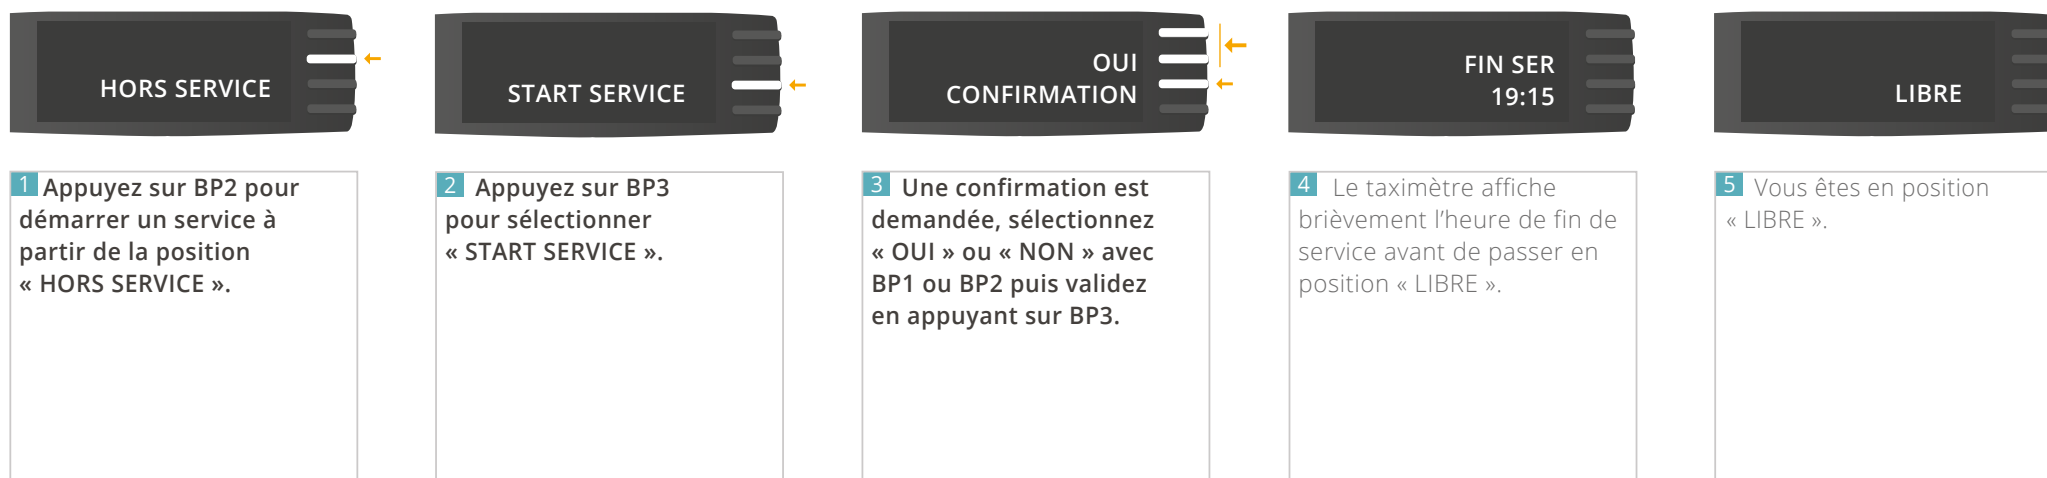 HORS SERVICE
START SERVICE
OUI
CONFIRMATION
FIN SER
19:15
LIBRE
1 Appuyez sur BP2 pour
démarrer un service à
partir de la position
« HORS SERVICE ».
2 Appuyez sur BP3
pour sélectionner
« START SERVICE ».
3 Une confirmation est
demandée, sélectionnez
« OUI » ou « NON » avec
BP1 ou BP2 puis validez
en appuyant sur BP3.
4 Le taximètre affiche
brièvement l’heure de fin de
service avant de passer en
position « LIBRE ».
5 Vous êtes en position
« LIBRE ».